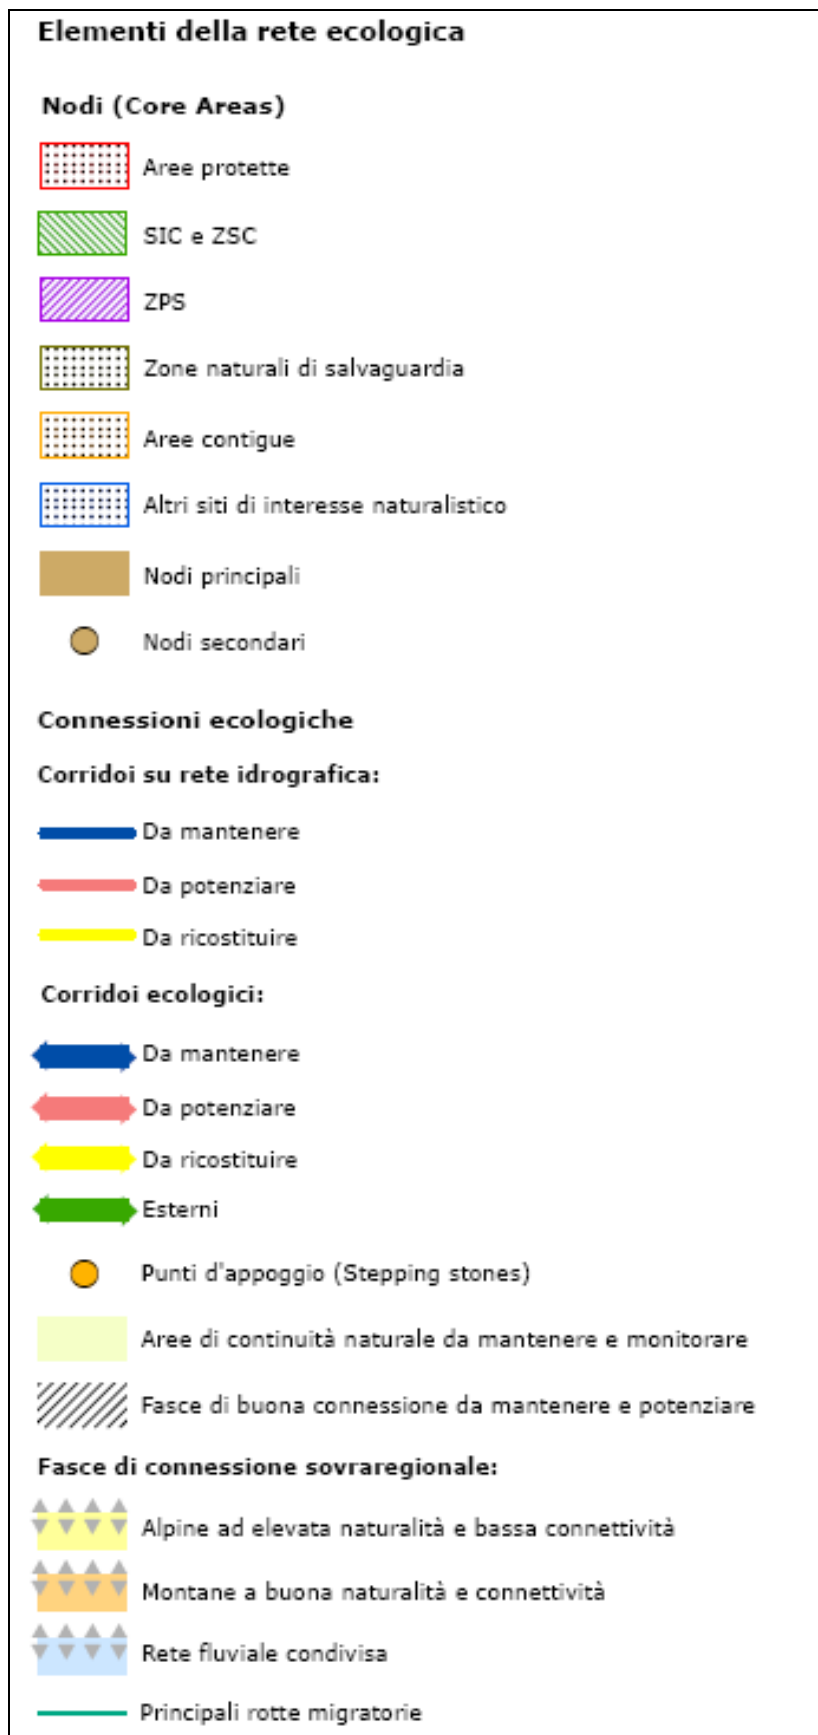 Elementi della rete ecologica
Nodi (Core Areas)
Aree protette
SIC e ZSC
ZPS
Zone naturali di salvaguardia
Aree contigue
Altri siti di interesse naturalistico
Nodi principali
Nodi secondari
Connessioni ecologiche
Corridoi su rete idrografica:
Da mantenere
Da potenziare
Da ricostituire
Corridoi ecologici:
Da mantenere
Da potenziare
Da ricostituire
Esterni
Punti d'appoggio (Stepping stones)
Aree di continuità naturale da mantenere e monitorare
Fasce di buona connessione da mantenere e potenziare
Fasce di connessione sovraregionale:
Alpine ad elevata naturalità e bassa connettività
Montane a buona naturalità e connettività
Rete fluviale condivisa
Principali rotte migratorie